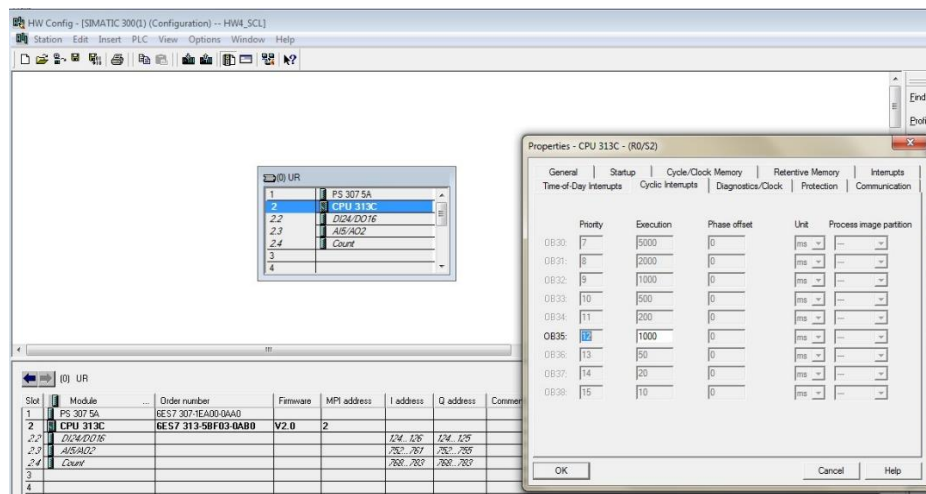 HW Config - [SIMATIC 300(1) (Configuration) -- HW4_SCL]
Station Edit Insert PLC View Options Window Help
Find
Profi
(0) UR
1 PS 307 5A
2 CPU 313C
2.2 DI24/DO16
2.3 AI5/AO2
2.4 Count
3
4
Properties - CPU 313C - (R0/S2)
General Startup Cycle/Clock Memory Retentive Memory Interrupts
Time-of-Day Interrupts Cyclic Interrupts Diagnostics/Clock Protection Communication
Priority Execution Phase offset Unit Process image partition
OB30: 7 5000 0 ms ---
OB31: 8 2000 0 ms ---
OB32: 9 1000 0 ms ---
OB33: 10 500 0 ms ---
OB34: 11 200 0 ms ---
OB35: 12 1000 0 ms ---
OB36: 13 50 0 ms ---
OB37: 14 20 0 ms ---
OB38: 15 10 0 ms ---
OK Cancel Help
(0) UR
Slot Module ... Order number Firmware MPI address I address Q address Commen
1 PS 307 5A 6ES7 307-1EA00-0AA0
2 CPU 313C 6ES7 313-5BF03-0AB0 V2.0 2
2.2 DI24/DO16 124...126 124...125
2.3 AI5/AO2 752...761 752...755
2.4 Count 768...783 768...783
3
4